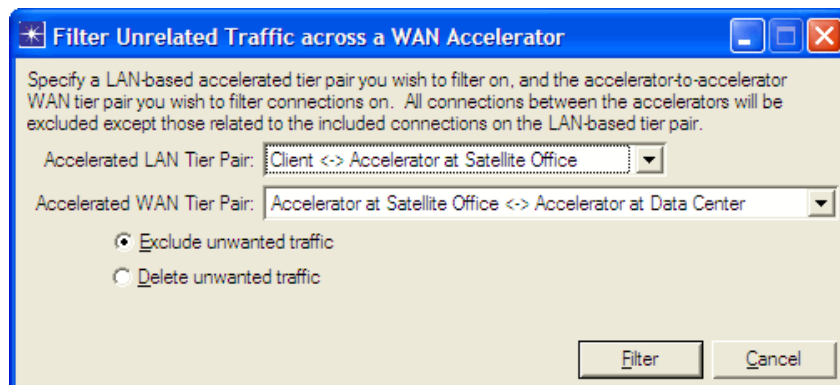 Filter Unrelated Traffic across a WAN Accelerator
Specify a LAN-based accelerated tier pair you wish to filter on, and the accelerator-to-accelerator
WAN tier pair you wish to filter connections on. All connections between the accelerators will be
excluded except those related to the included connections on the LAN-based tier pair.
Accelerated LAN Tier Pair: Client <-> Accelerator at Satellite Office
Accelerated WAN Tier Pair: Accelerator at Satellite Office <-> Accelerator at Data Center
Exclude unwanted traffic
Delete unwanted traffic
Filter Cancel